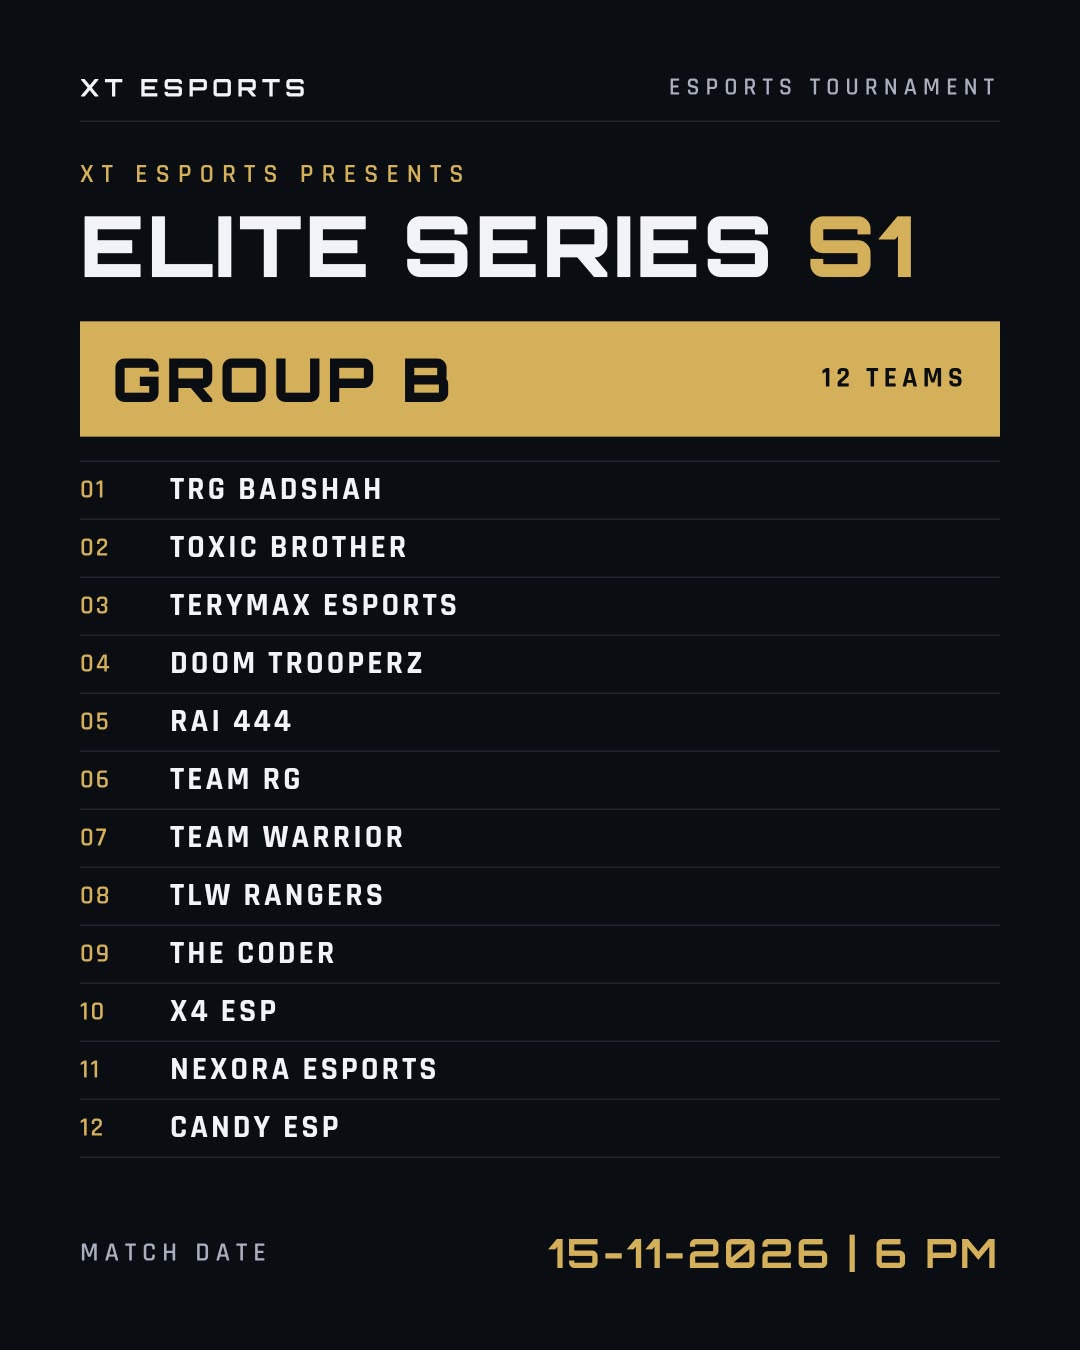 XT ESPORTS
ESPORTS TOURNAMENT
XT ESPORTS PRESENTS
ELITE SERIES S1
GROUP B
12 TEAMS
01 TRG BADSHAH
02 TOXIC BROTHER
03 TERYMAX ESPORTS
04 DOOM TROOPERZ
05 RAI 444
06 TEAM RG
07 TEAM WARRIOR
08 TLW RANGERS
09 THE CODER
10 X4 ESP
11 NEXORA ESPORTS
12 CANDY ESP
MATCH DATE
15-11-2026 | 6 PM